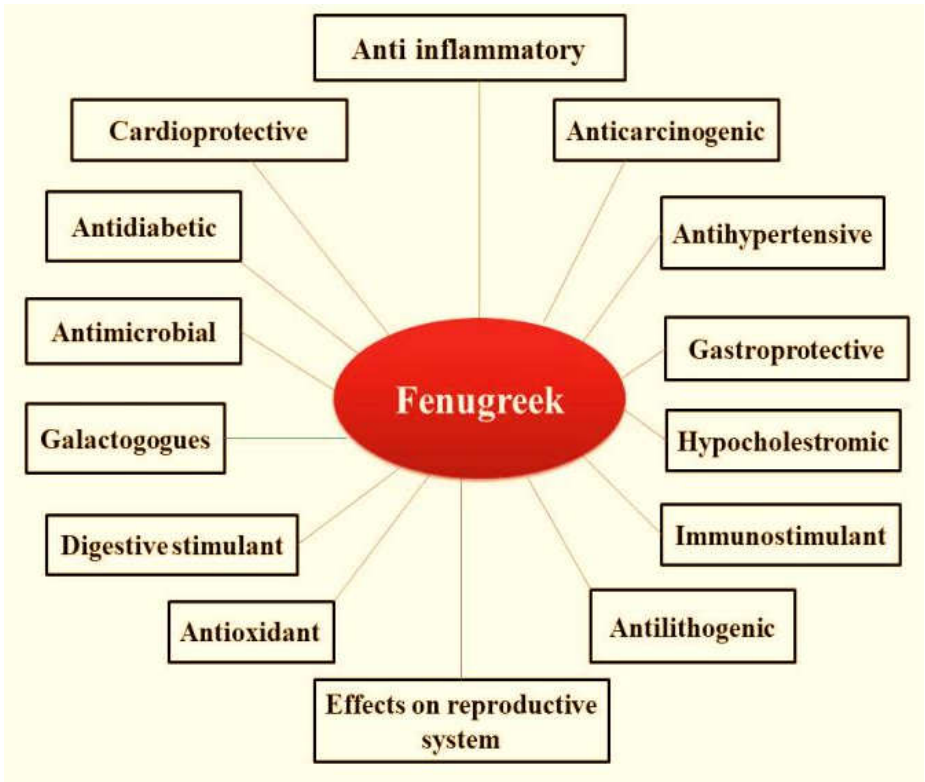 Anti inflammatory
Cardioprotective
Anticarcinogenic
Antidiabetic
Antihypertensive
Antimicrobial
Gastroprotective
Fenugreek
Galactogogues
Hypocholestromic
Digestive stimulant
Immunostimulant
Antioxidant
Antilithogenic
Effects on reproductive
system